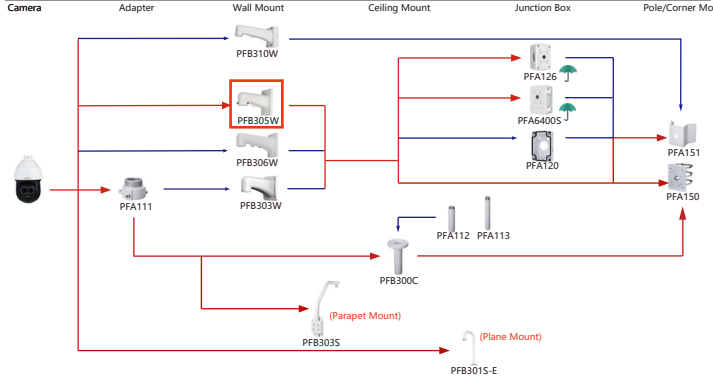 Camera Adapter Wall Mount Ceiling Mount Junction Box Pole/Corner Mo
PFB310W
PFA126
PFB305W
PFA6400S
PFB306W
PFA120
PFA151
PFA111
PFB303W
PFA150
PFA112 PFA113
PFB300C
(Parapet Mount)
PFB303S
(Plane Mount)
PFB301S-E